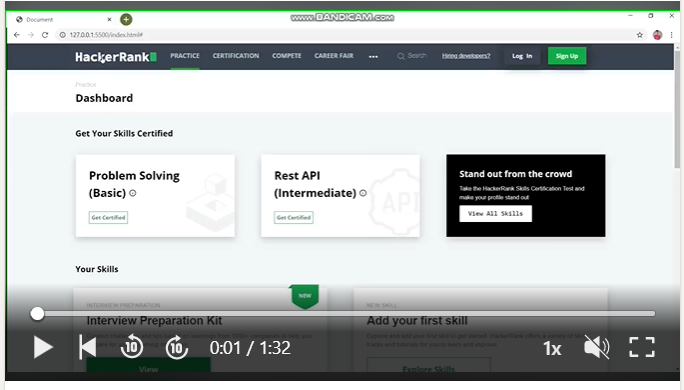 Document
www.BANDICAM.com
127.0.0.1:5500/index.html#
HackerRank PRACTICE CERTIFICATION COMPETE CAREER FAIR ••• Search Hiring developers? Log In Sign Up
Practice
Dashboard
Get Your Skills Certified
Problem Solving
(Basic)
Get Certified
Rest API
(Intermediate)
API
Get Certified
Stand out from the crowd
Take the HackerRank Skills Certification Test and
make your profile stand out
View All Skills
Your Skills
NEW
INTERVIEW PREPARATION
Interview Preparation Kit
View
NEW SKILL
Add your first skill
Explore Skills
10 10 0:01 / 1:32 1x